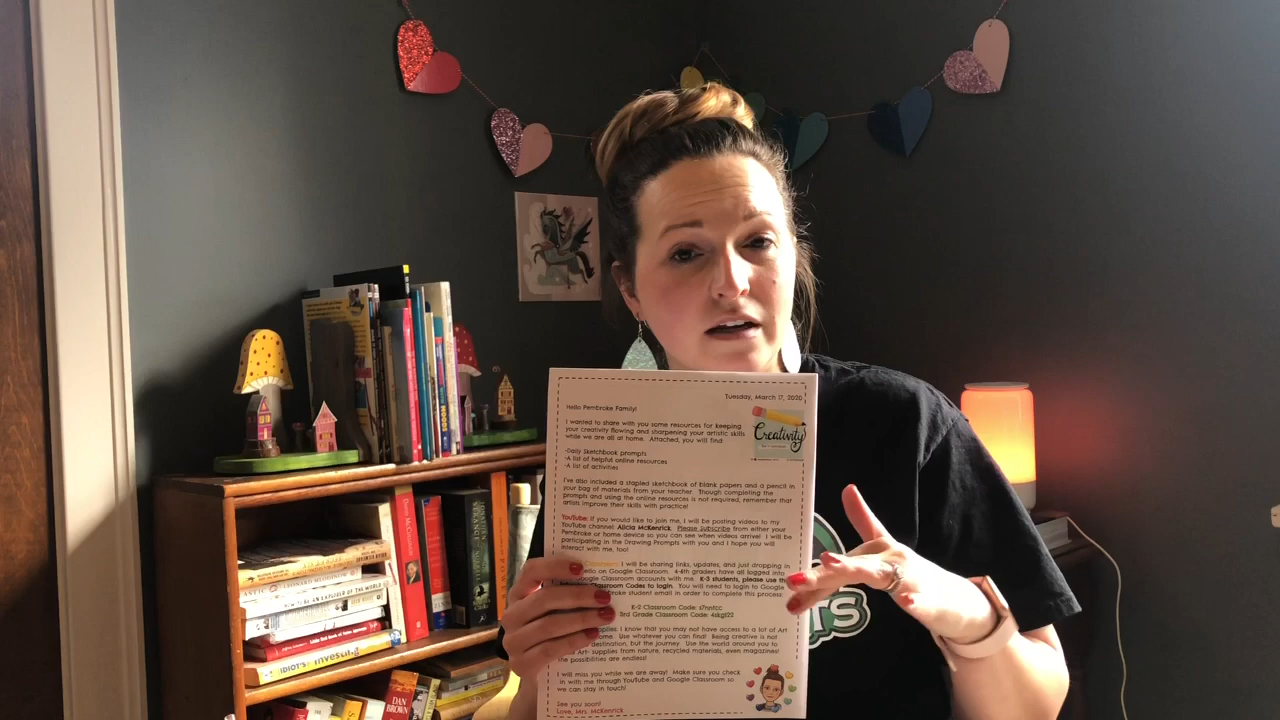 Tuesday, March 17, 2020
Hello Pembroke Family!
Creativity
I wanted to share with you some resources for keeping
your creativity flowing and sharpening your artistic skills
while we are all at home. Attached, you will find:
-Daily Sketchbook prompts
-A list of helpful online resources
-A list of activities
I've also included a stapled sketchbook of blank papers and a pencil in
your bag of materials from your teacher. Though completing the
prompts and using the online resources is not required, remember that
artists improve their skills with practice!
YouTube: If you would like to join me, I will be posting videos to my
YouTube channel: Alicia McKenrick. Please Subscribe from either your
Pembroke or home device so you can see when videos arrive! I will be
participating in the Drawing Prompts with you and I hope you will
interact with me, too!
I will be sharing links, updates, and just dropping in
hello on Google Classroom. 4-6th graders have all logged into
Google Classroom accounts with me. K-3 students, please use the
Classroom Codes to login. You will need to login to Google
student email in order to complete this process
K-2 Classroom Code:
3rd Grade Classroom Code:
I know that you may not have access to a lot of Art
Use whatever you can find! Being creative is not
destination, but the journey. Use the world around you to
Art- supplies from nature, recycled materials, even magazines!
the possibilities are endless!
I will miss you while we are away! Make sure you check
in with me through YouTube and Google Classroom so
we can stay in touch!
See you soon!
Love, Mrs. McKenrick
AN EXPLORER OF THE WORLD
IDIOT'S
Investing
DAN
BROWN